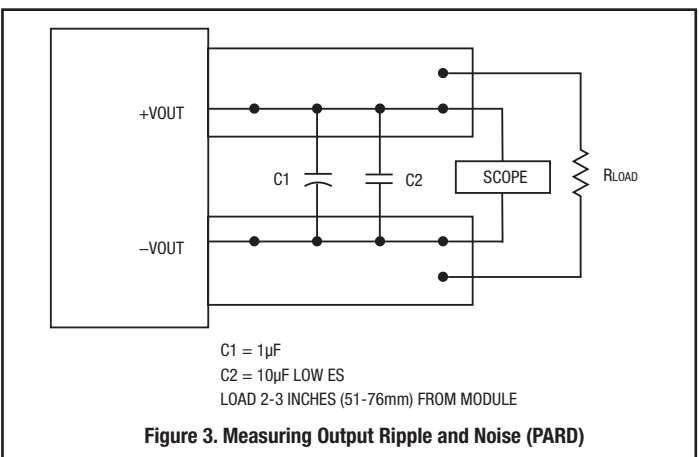 +VOUT
C1
C2
SCOPE
RLOAD
−VOUT
C1 = 1µF
C2 = 10µF LOW ES
LOAD 2-3 INCHES (51-76mm) FROM MODULE
Figure 3. Measuring Output Ripple and Noise (PARD)